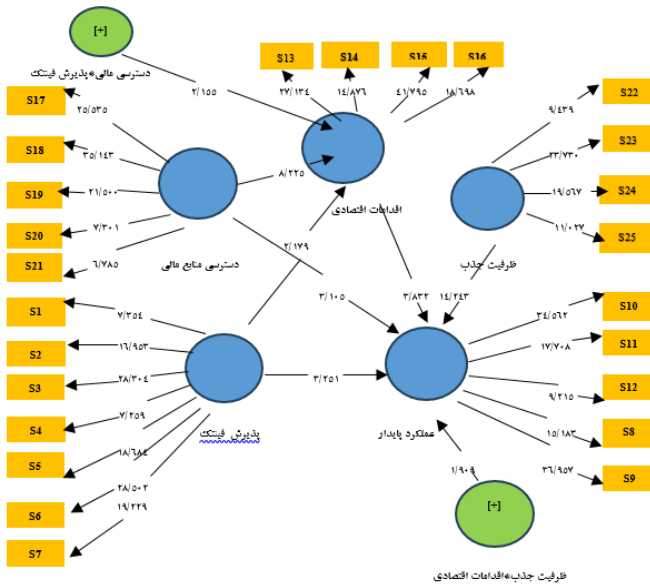 [+]
دسترسی مالی*پذیرش فینتک
S13
S14
S15
S16
۲/۱۵۵
۲۷/۱۳۴
۱۴/۸۷۶
۴۱/۷۹۵
۱۸/۶۹۸
S17
S18
S19
S20
S21
۲۵/۵۳۵
۳۵/۱۴۳
۲۱/۵۰۰
۷/۳۰۱
۶/۷۸۵
دسترسی منابع مالی
۸/۲۲۵
اقدامات اقتصادی
S22
S23
S24
S25
۹/۴۳۹
۲۳/۷۳۰
۱۹/۵۶۷
۱۱/۰۲۷
ظرفیت جذب
۲/۱۷۹
۳/۱۰۵
۳/۸۳۲
۱۴/۲۴۳
S1
S2
S3
S4
S5
S6
S7
۷/۳۵۴
۱۶/۹۵۳
۲۸/۳۰۴
۷/۲۵۹
۱۸/۶۸۴
۲۸/۵۰۲
۱۹/۲۲۹
پذیرش فینتک
۳/۲۵۱
عملکرد پایدار
S10
S11
S12
S8
S9
۳۴/۵۶۲
۱۷/۷۰۸
۹/۲۱۵
۱۵/۱۸۳
۳۶/۹۵۷
۱/۹۰۹
[+]
ظرفیت جذب*اقدامات اقتصادی